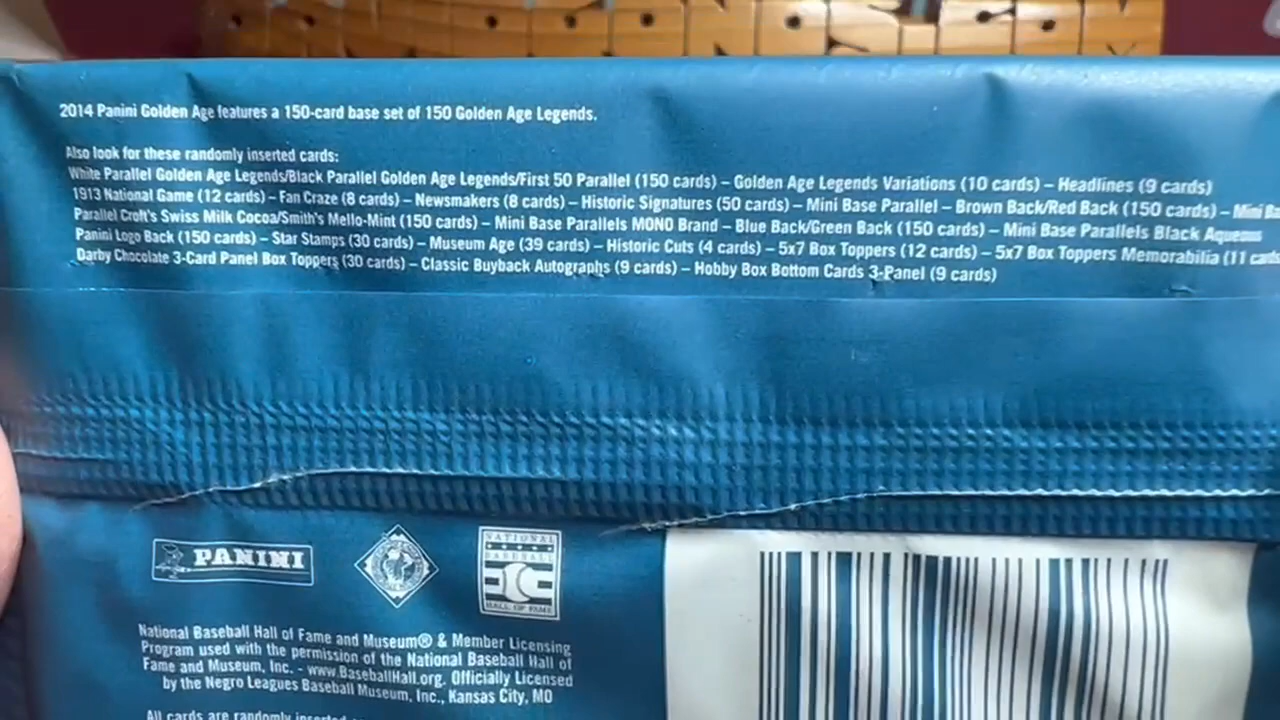 2014 Panini Golden Age features a 150-card base set of 150 Golden Age Legends.
Also look for these randomly inserted cards:
White Parallel Golden Age Legends/Black Parallel Golden Age Legends/First 50 Parallel (150 cards) – Golden Age Legends Variations (10 cards) – Headlines (9 cards)
1913 National Game (12 cards) – Fan Craze (8 cards) – Newsmakers (8 cards) – Historic Signatures (50 cards) – Mini Base Parallel – Brown Back/Red Back (150 cards) – Mini
Parallel Croft's Swiss Milk Cocoa/Smith's Mello-Mint (150 cards) – Mini Base Parallels MONO Brand – Blue Back/Green Back (150 cards) – Mini Base Parallels Black Aqueous
Panini Logo Back (150 cards) – Star Stamps (30 cards) – Museum Age (39 cards) – Historic Cuts (4 cards) – 5x7 Box Toppers (12 cards) – 5x7 Box Toppers Memorabilia (11 cards
Darby Chocolate 3-Card Panel Box Toppers (30 cards) – Classic Buyback Autographs (9 cards) – Hobby Box Bottom Cards 3-Panel (9 cards)
PANINI
NATIONAL
BASEBALL
HALL OF FAME
National Baseball Hall of Fame and Museum® & Member Licensing
Program used with the permission of the National Baseball Hall of
Fame and Museum, Inc. - www.BaseballHall.org. Officially Licensed
by the Negro Leagues Baseball Museum, Inc., Kansas City, MO
All cards are randomly inserted